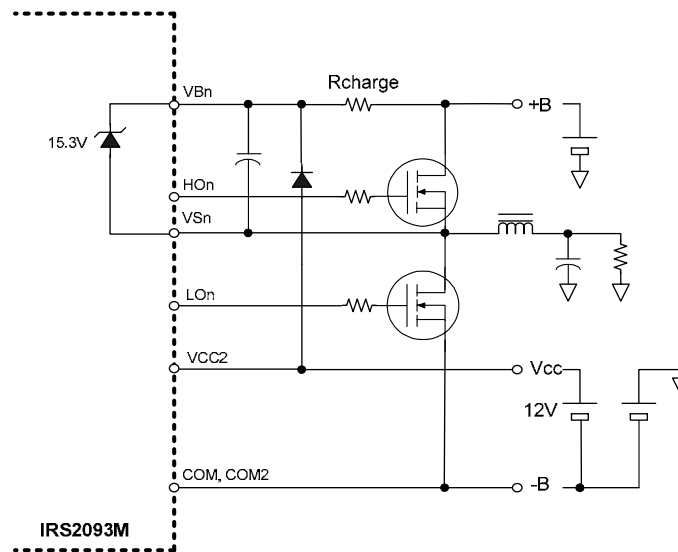 VBn
Rcharge
+B
15.3V
HOn
VSn
LOn
VCC2
Vcc
12V
COM, COM2
-B
IRS2093M